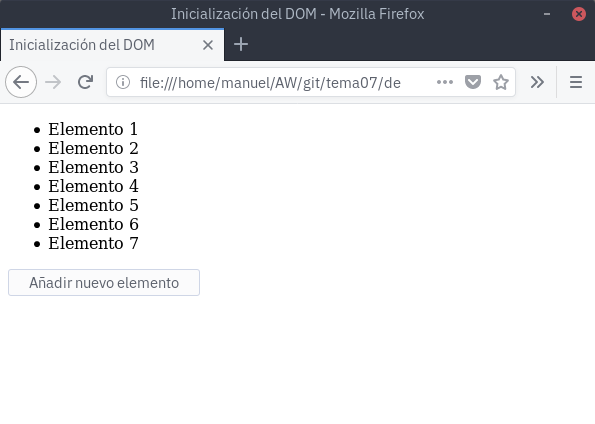 Inicialización del DOM - Mozilla Firefox
Inicialización del DOM
file:///home/manuel/AW/git/tema07/de
Elemento 1
Elemento 2
Elemento 3
Elemento 4
Elemento 5
Elemento 6
Elemento 7
Añadir nuevo elemento